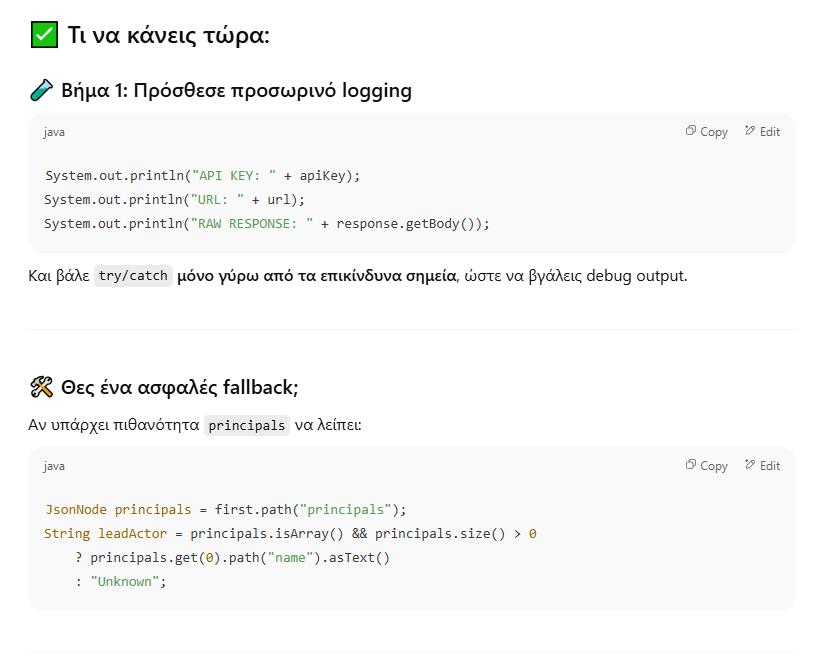 ✅ Τι να κάνεις τώρα:
🧪 Βήμα 1: Πρόσθεσε προσωρινό logging
java Copy Edit
System.out.println("API KEY: " + apiKey);
System.out.println("URL: " + url);
System.out.println("RAW RESPONSE: " + response.getBody());
Και βάλε try/catch μόνο γύρω από τα επικίνδυνα σημεία, ώστε να βγάλεις debug output.
🛠️ Θες ένα ασφαλές fallback;
Αν υπάρχει πιθανότητα principals να λείπει:
java Copy Edit
JsonNode principals = first.path("principals");
String leadActor = principals.isArray() && principals.size() > 0
    ? principals.get(0).path("name").asText()
    : "Unknown";